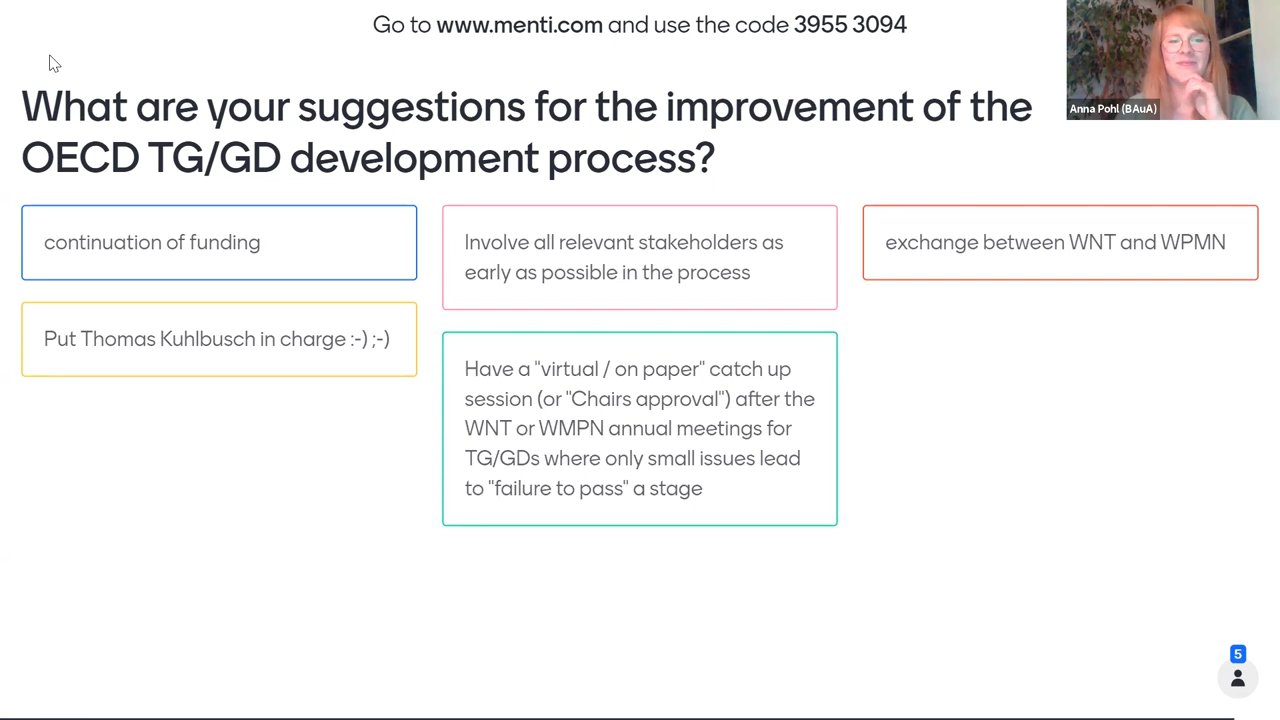 Go to www.menti.com and use the code 3955 3094
Anna Pohl (BAuA)
What are your suggestions for the improvement of the
OECD TG/GD development process?
continuation of funding
Put Thomas Kuhlbusch in charge :-) ;-)
Involve all relevant stakeholders as
early as possible in the process
Have a "virtual / on paper" catch up
session (or "Chairs approval") after the
WNT or WMPN annual meetings for
TG/GDs where only small issues lead
to "failure to pass" a stage
exchange between WNT and WPMN
5